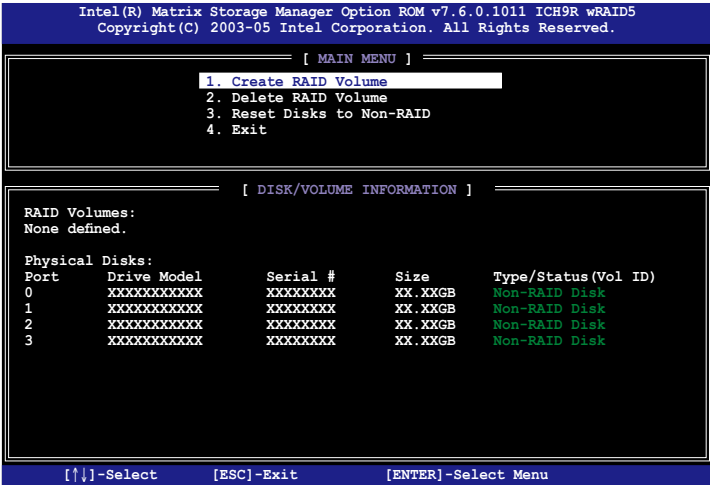 Intel(R) Matrix Storage Manager Option ROM v7.6.0.1011 ICH9R wRAID5
Copyright(C) 2003-05 Intel Corporation. All Rights Reserved.
[ MAIN MENU ]
1. Create RAID Volume
2. Delete RAID Volume
3. Reset Disks to Non-RAID
4. Exit
[ DISK/VOLUME INFORMATION ]
RAID Volumes:
None defined.
Physical Disks:
Port Drive Model Serial # Size Type/Status(Vol ID)
0 XXXXXXXXXXX XXXXXXXX XX.XXGB Non-RAID Disk
1 XXXXXXXXXXX XXXXXXXX XX.XXGB Non-RAID Disk
2 XXXXXXXXXXX XXXXXXXX XX.XXGB Non-RAID Disk
3 XXXXXXXXXXX XXXXXXXX XX.XXGB Non-RAID Disk
[↑↓]-Select [ESC]-Exit [ENTER]-Select Menu